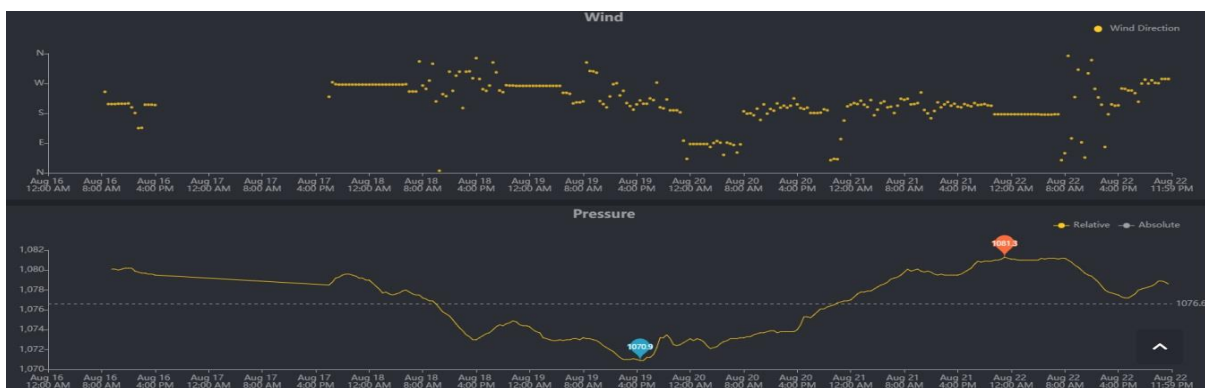 Wind
Wind Direction
N
W
S
E
N
Aug 16 Aug 16 Aug 16 Aug 17 Aug 17 Aug 17 Aug 18 Aug 18 Aug 18 Aug 19 Aug 19 Aug 19 Aug 20 Aug 20 Aug 20 Aug 21 Aug 21 Aug 21 Aug 22 Aug 22 Aug 22 Aug 22
12:00 AM 8:00 AM 4:00 PM 12:00 AM 8:00 AM 4:00 PM 12:00 AM 8:00 AM 4:00 PM 12:00 AM 8:00 AM 4:00 PM 12:00 AM 8:00 AM 4:00 PM 12:00 AM 8:00 AM 4:00 PM 12:00 AM 8:00 AM 4:00 PM 11:59 PM
Pressure
Relative Absolute
1,082
1081.3
1,080
1,078
1076.6
1,076
1,074
1,072
1070.9
1,070
Aug 16 Aug 16 Aug 16 Aug 17 Aug 17 Aug 17 Aug 18 Aug 18 Aug 18 Aug 19 Aug 19 Aug 19 Aug 20 Aug 20 Aug 20 Aug 21 Aug 21 Aug 21 Aug 22 Aug 22 Aug 22 Aug 22
12:00 AM 8:00 AM 4:00 PM 12:00 AM 8:00 AM 4:00 PM 12:00 AM 8:00 AM 4:00 PM 12:00 AM 8:00 AM 4:00 PM 12:00 AM 8:00 AM 4:00 PM 12:00 AM 8:00 AM 4:00 PM 12:00 AM 8:00 AM 4:00 PM 11:59 PM